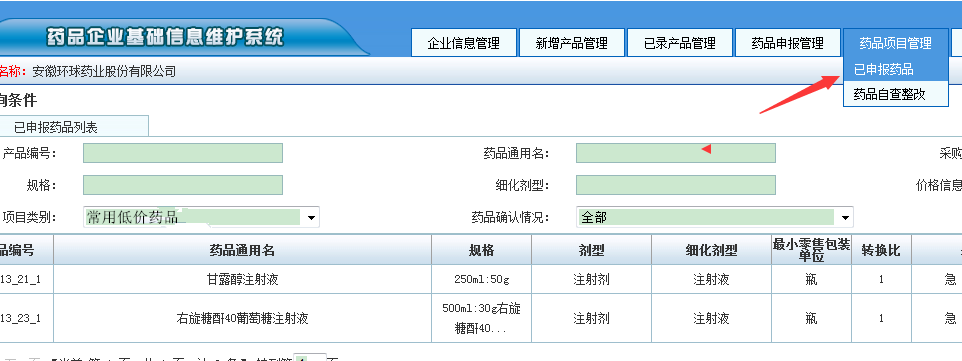 药品企业基础信息维护系统
企业信息管理 新增产品管理 已录产品管理 药品申报管理 药品项目管理
名称：安徽环球药业股份有限公司
已申报药品
药品自查整改
询条件
已申报药品列表
产品编号： 药品通用名： 采购
规格： 细化剂型： 价格信息
项目类别：常用低价药品 药品确认情况：全部
品编号 药品通用名 规格 剂型 细化剂型 最小零售包装单位 转换比
13_21_1 甘露醇注射液 250ml:50g 注射剂 注射液 瓶 1 急
13_23_1 右旋糖酐40葡萄糖注射液 500ml:30g右旋糖酐40... 注射剂 注射液 瓶 1 急